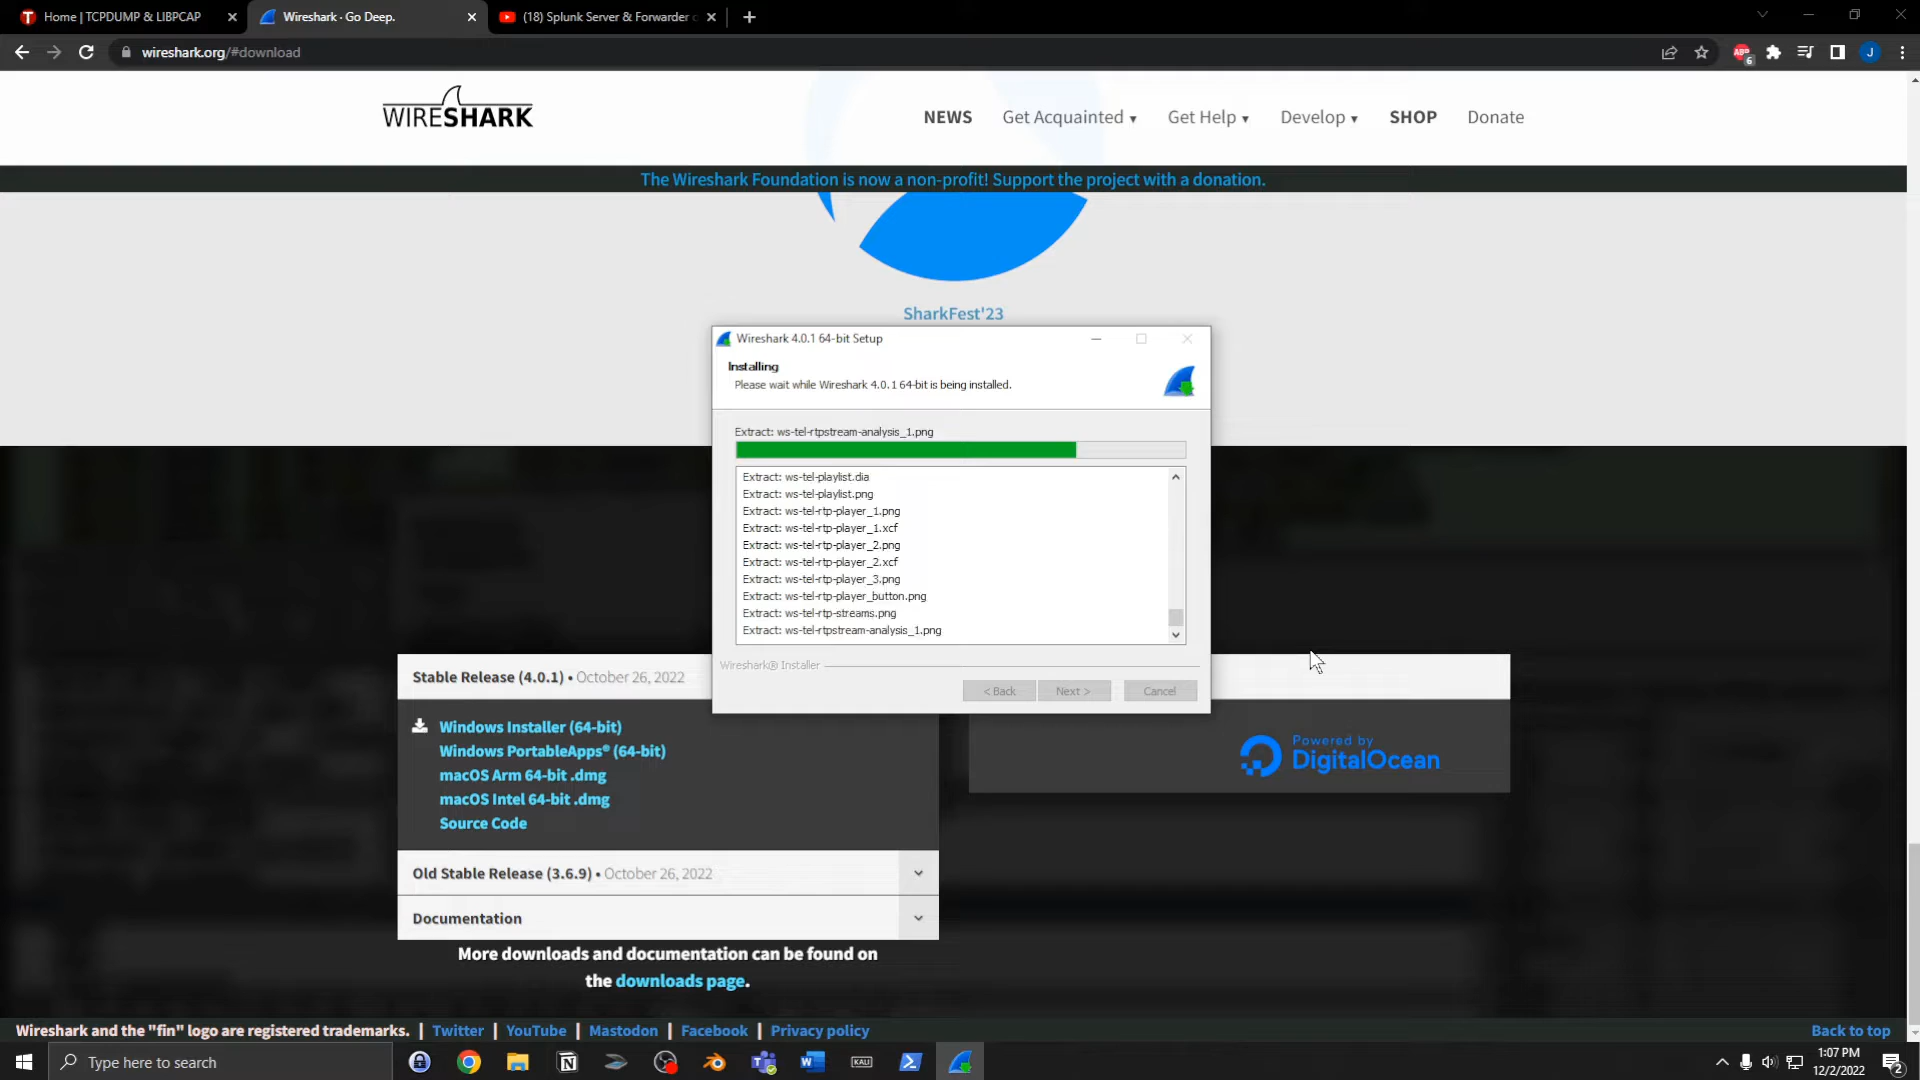 Home | TCPDUMP & LIBPCAP
Wireshark · Go Deep.
(18) Splunk Server & Forwarder
wireshark.org/#download
ABP
6
J
WIRESHARK
NEWS
Get Acquainted ▾
Get Help ▾
Develop ▾
SHOP
Donate
The Wireshark Foundation is now a non-profit! Support the project with a donation.
SharkFest'23
Wireshark 4.0.1 64-bit Setup
Installing
Please wait while Wireshark 4.0.1 64-bit is being installed.
Extract: ws-tel-rtpstream-analysis_1.png
Extract: ws-tel-playlist.dia
Extract: ws-tel-playlist.png
Extract: ws-tel-rtp-player_1.png
Extract: ws-tel-rtp-player_1.xcf
Extract: ws-tel-rtp-player_2.png
Extract: ws-tel-rtp-player_2.xcf
Extract: ws-tel-rtp-player_3.png
Extract: ws-tel-rtp-player_button.png
Extract: ws-tel-rtp-streams.png
Extract: ws-tel-rtpstream-analysis_1.png
Wireshark® Installer
< Back
Next >
Cancel
Stable Release (4.0.1) • October 26, 2022
Windows Installer (64-bit)
Windows PortableApps® (64-bit)
macOS Arm 64-bit .dmg
macOS Intel 64-bit .dmg
Source Code
Powered by
DigitalOcean
Old Stable Release (3.6.9) • October 26, 2022
Documentation
More downloads and documentation can be found on
the downloads page.
Wireshark and the "fin" logo are registered trademarks. | Twitter | YouTube | Mastodon | Facebook | Privacy policy
Back to top
Type here to search
KALI
1:07 PM
12/2/2022
2